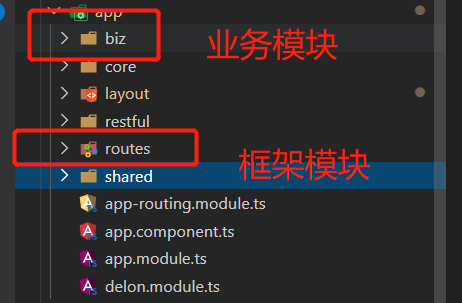 app
biz
业务模块
core
layout
restful
routes
框架模块
shared
app-routing.module.ts
app.component.ts
app.module.ts
delon.module.ts